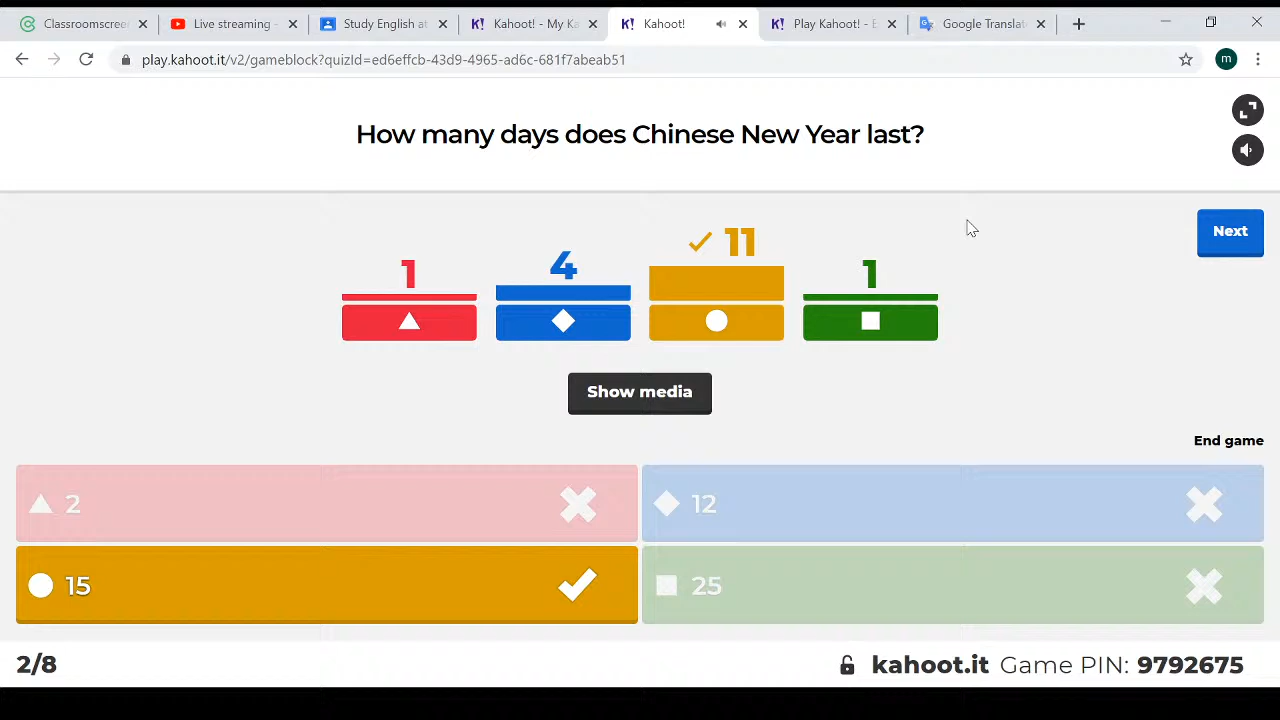 Classroomscree
Live streaming -
Study English at
K! Kahoot! - My Ka
K! Kahoot!
K! Play Kahoot! - E
Google Translat
play.kahoot.it/v2/gameblock?quizId=ed6effcb-43d9-4965-ad6c-681f7abeab51
m
How many days does Chinese New Year last?
Next
1
4
11
1
Show media
End game
2
12
15
25
2/8
kahoot.it Game PIN: 9792675